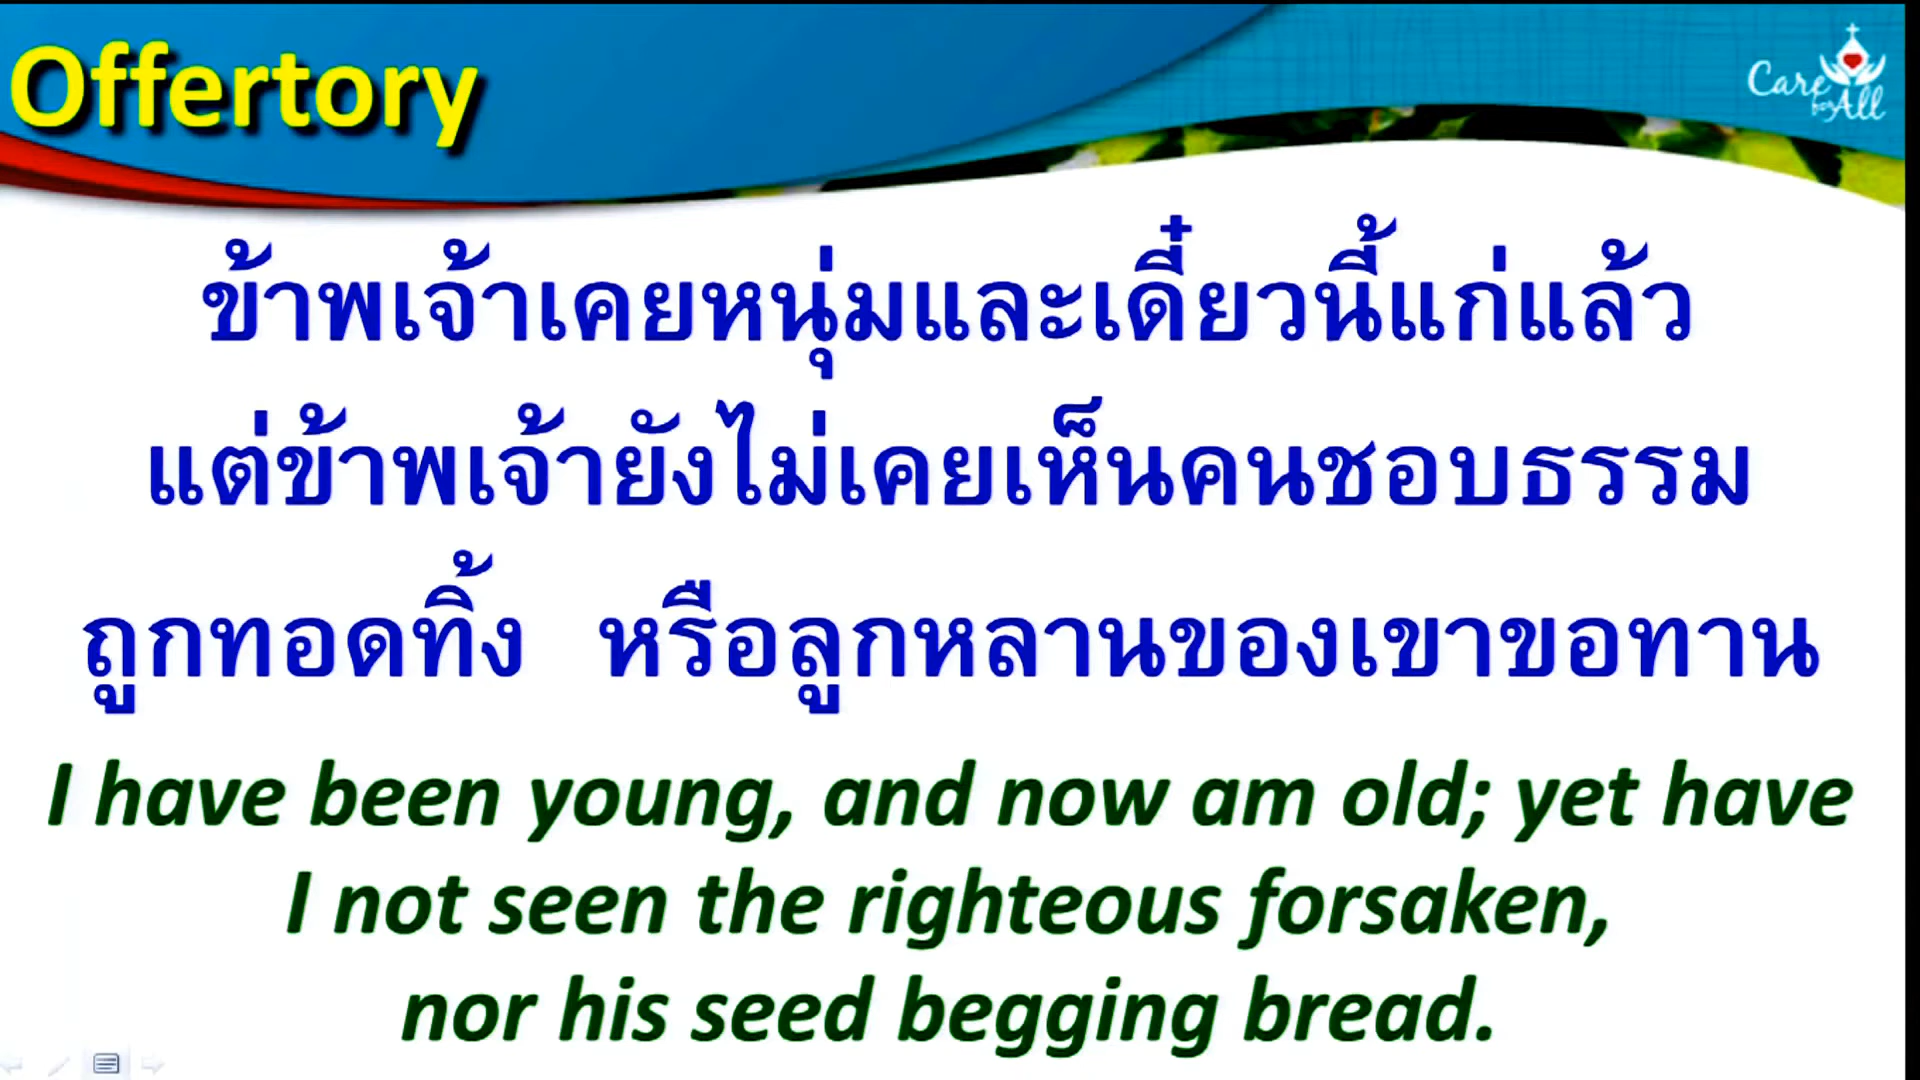 Offertory
Care
for All
ข้าพเจ้าเคยหนุ่มและเดี๋ยวนี้แก่แล้ว
แต่ข้าพเจ้ายังไม่เคยเห็นคนชอบธรรม
ถูกทอดทิ้ง หรือลูกหลานของเขาขอทาน
I have been young, and now am old; yet have
I not seen the righteous forsaken,
nor his seed begging bread.